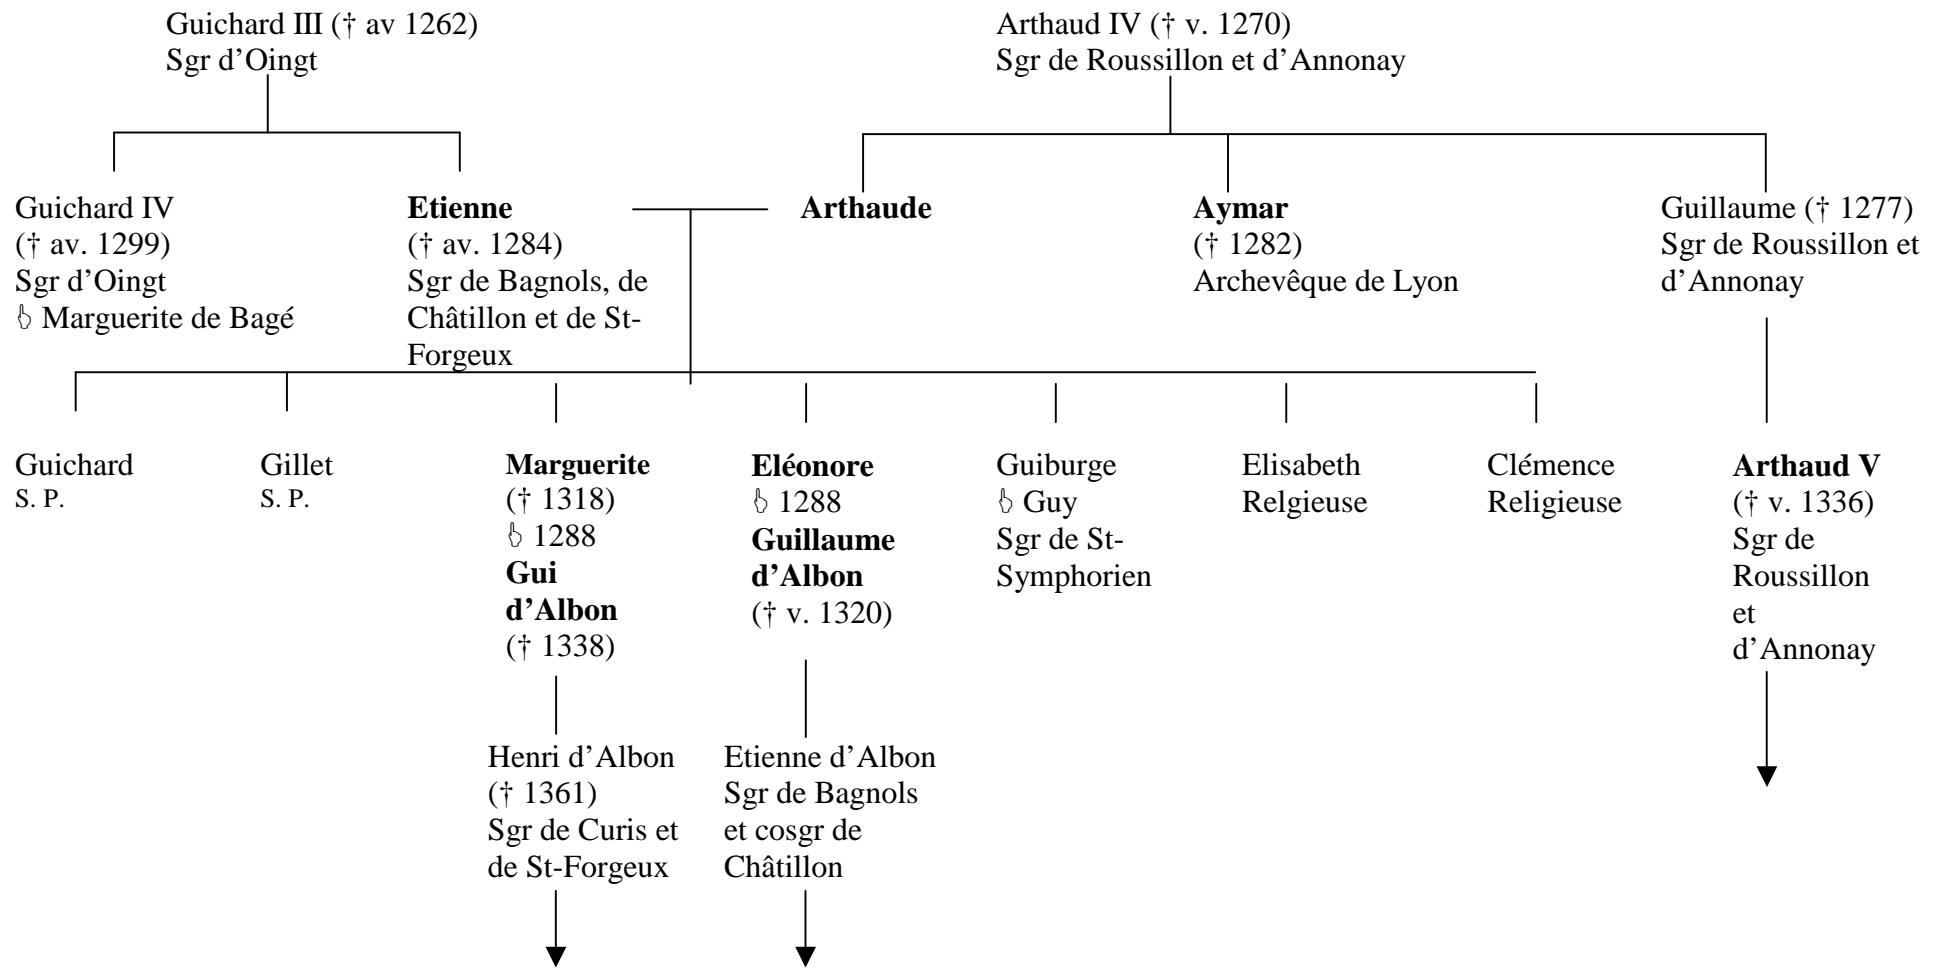 Guichard III († av 1262)
Sgr d’Oingt
Arthaud IV († v. 1270)
Sgr de Roussillon et d’Annonay
Guichard IV
(† av. 1299)
Sgr d’Oingt
👆 Marguerite de Bagé
Etienne
(† av. 1284)
Sgr de Bagnols, de
Châtillon et de St-
Forgeux
Arthaude
Aymar
(† 1282)
Archevêque de Lyon
Guillaume († 1277)
Sgr de Roussillon et
d’Annonay
Guichard
S. P.
Gillet
S. P.
Marguerite
(† 1318)
👆 1288
Gui
d’Albon
(† 1338)
Eléonore
👆 1288
Guillaume
d’Albon
(† v. 1320)
Guiburge
👆 Guy
Sgr de St-
Symphorien
Elisabeth
Relgieuse
Clémence
Religieuse
Arthaud V
(† v. 1336)
Sgr de
Roussillon
et
d’Annonay
Henri d’Albon
(† 1361)
Sgr de Curis et
de St-Forgeux
Etienne d’Albon
Sgr de Bagnols
et cosgr de
Châtillon